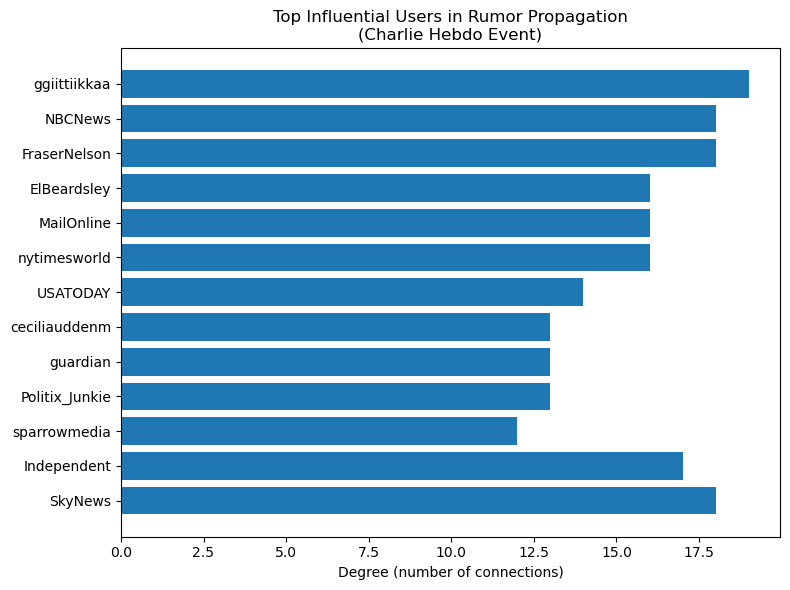 Top Influential Users in Rumor Propagation
(Charlie Hebdo Event)
ggiittiikkaa
NBCNews
FraserNelson
ElBeardsley
MailOnline
nytimesworld
USATODAY
ceciliauddenm
guardian
Politix_Junkie
sparrowmedia
Independent
SkyNews
0.0 2.5 5.0 7.5 10.0 12.5 15.0 17.5
Degree (number of connections)